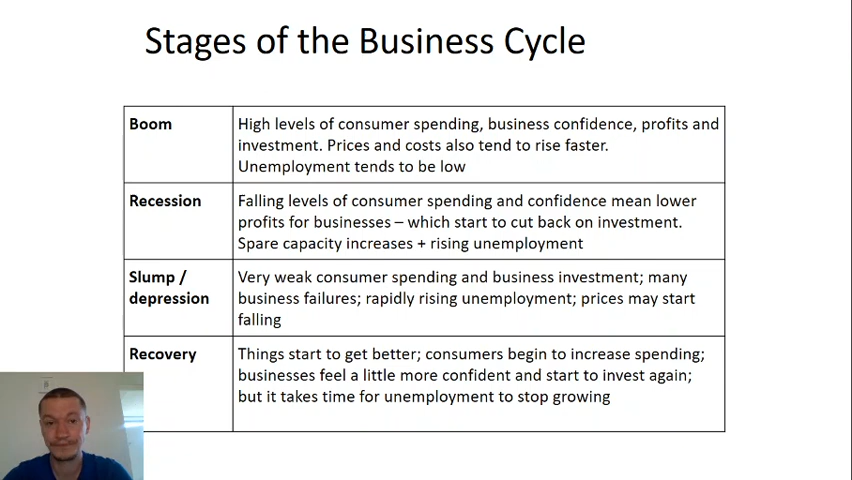 Stages of the Business Cycle
Boom
High levels of consumer spending, business confidence, profits and
investment. Prices and costs also tend to rise faster.
Unemployment tends to be low
Recession
Falling levels of consumer spending and confidence mean lower
profits for businesses – which start to cut back on investment.
Spare capacity increases + rising unemployment
Slump /
depression
Very weak consumer spending and business investment; many
business failures; rapidly rising unemployment; prices may start
falling
Recovery
Things start to get better; consumers begin to increase spending;
businesses feel a little more confident and start to invest again;
but it takes time for unemployment to stop growing